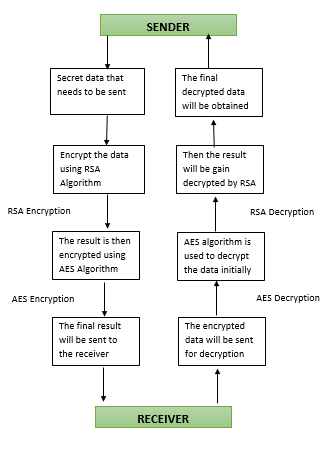 SENDER
Secret data that
needs to be sent
The final
decrypted data
will be obtained
Encrypt the data
using RSA
Algorithm
Then the result
will be gain
decrypted by RSA
RSA Encryption
RSA Decryption
The result is then
encrypted using
AES Algorithm
AES algorithm is
used to decrypt
the data initially
AES Encryption
AES Decryption
The final result
will be sent to
the receiver
The encrypted
data will be sent
for decryption
RECEIVER